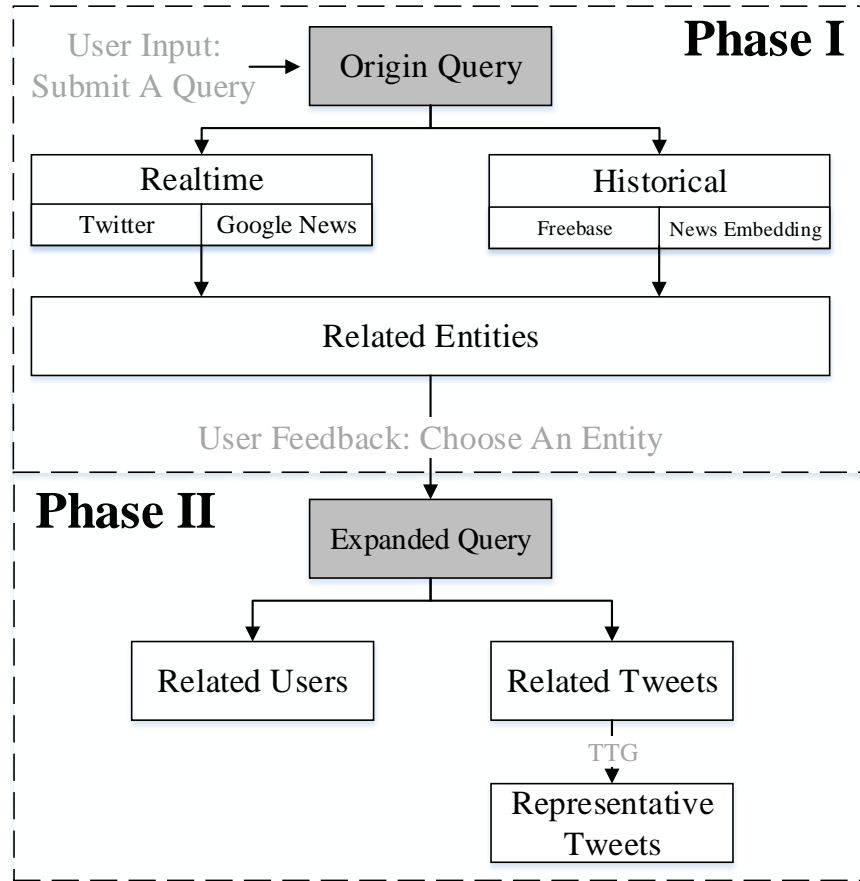 User Input:
Submit A Query
Origin Query
Phase I
Realtime
Twitter
Google News
Historical
Freebase
News Embedding
Related Entities
User Feedback: Choose An Entity
Phase II
Expanded Query
Related Users
Related Tweets
TTG
Representative
Tweets